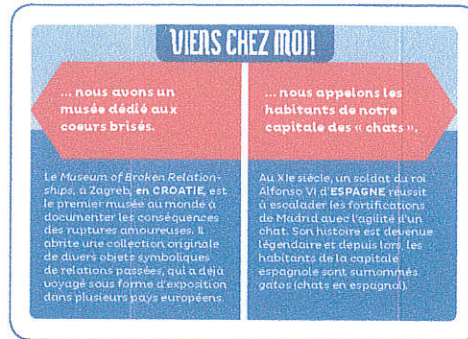 VIENS CHEZ MOI!
... nous avons un
musée dédié aux
coeurs brisés.
Le Museum of Broken Relation-
ships, à Zagreb, en CROATIE, est
le premier musée au monde à
documenter les conséquences
des ruptures amoureuses. Il
abrite une collection originale
de divers objets symboliques
de relations passées, qui a déjà
voyagé sous forme d'exposition
dans plusieurs pays européens.
... nous appelons les
habitants de notre
capitale des « chats ».
Au XIe siècle, un soldat du roi
Alfonso VI d'ESPAGNE réussit
à escalader les fortifications
de Madrid avec l'agilité d'un
chat. Son histoire est devenue
légendaire et depuis lors, les
habitants de la capitale
espagnole sont surnommés
gatos (chats en espagnol).